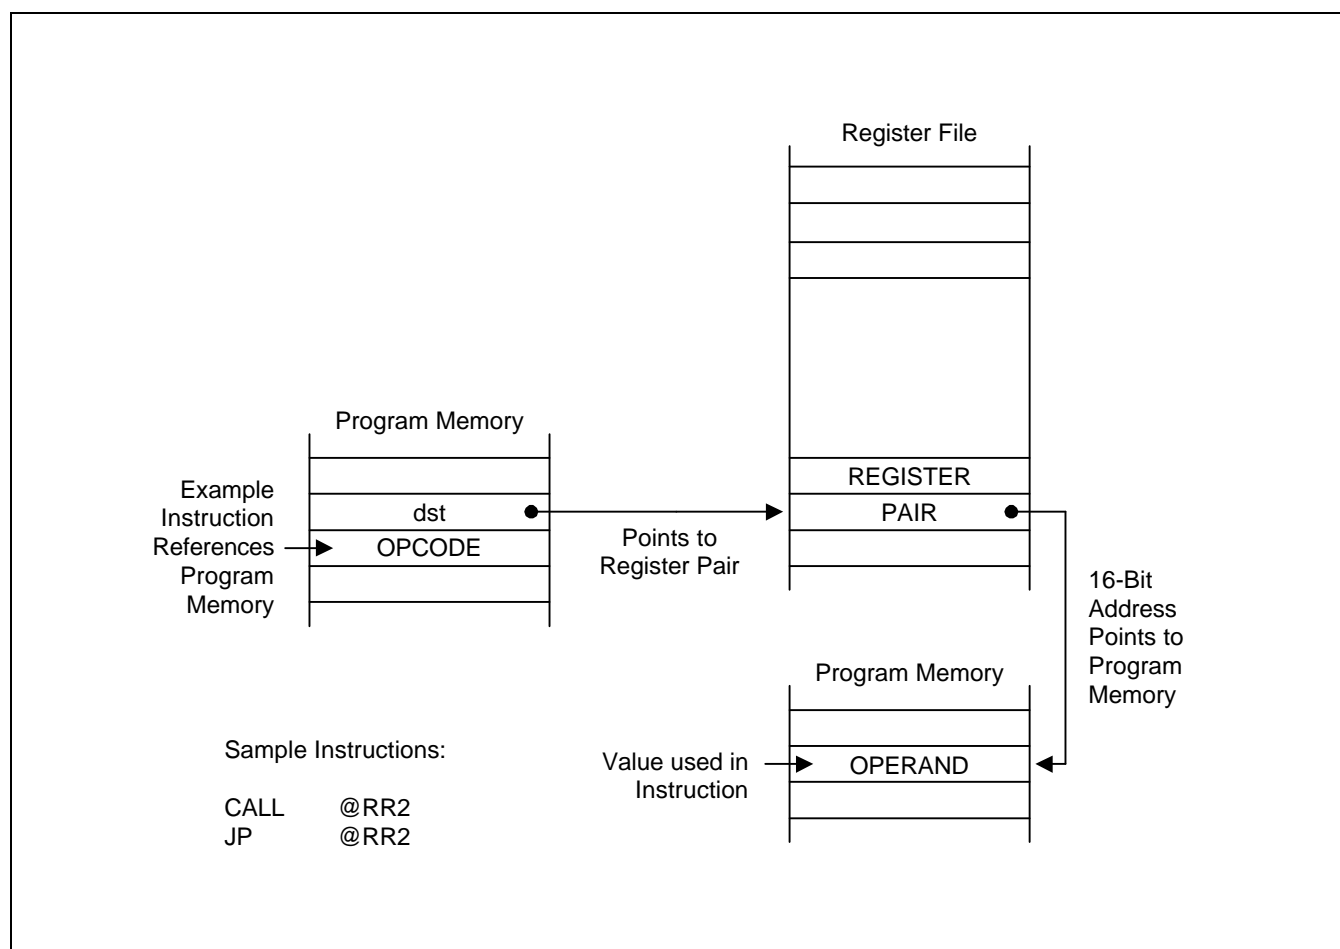 Register File
Program Memory
REGISTER
Example
Instruction
References
Program
Memory
dst
PAIR
OPCODE
Points to
Register Pair
16-Bit
Address
Points to
Program
Memory
Program Memory
Sample Instructions:
Value used in
Instruction
OPERAND
CALL @RR2
JP @RR2